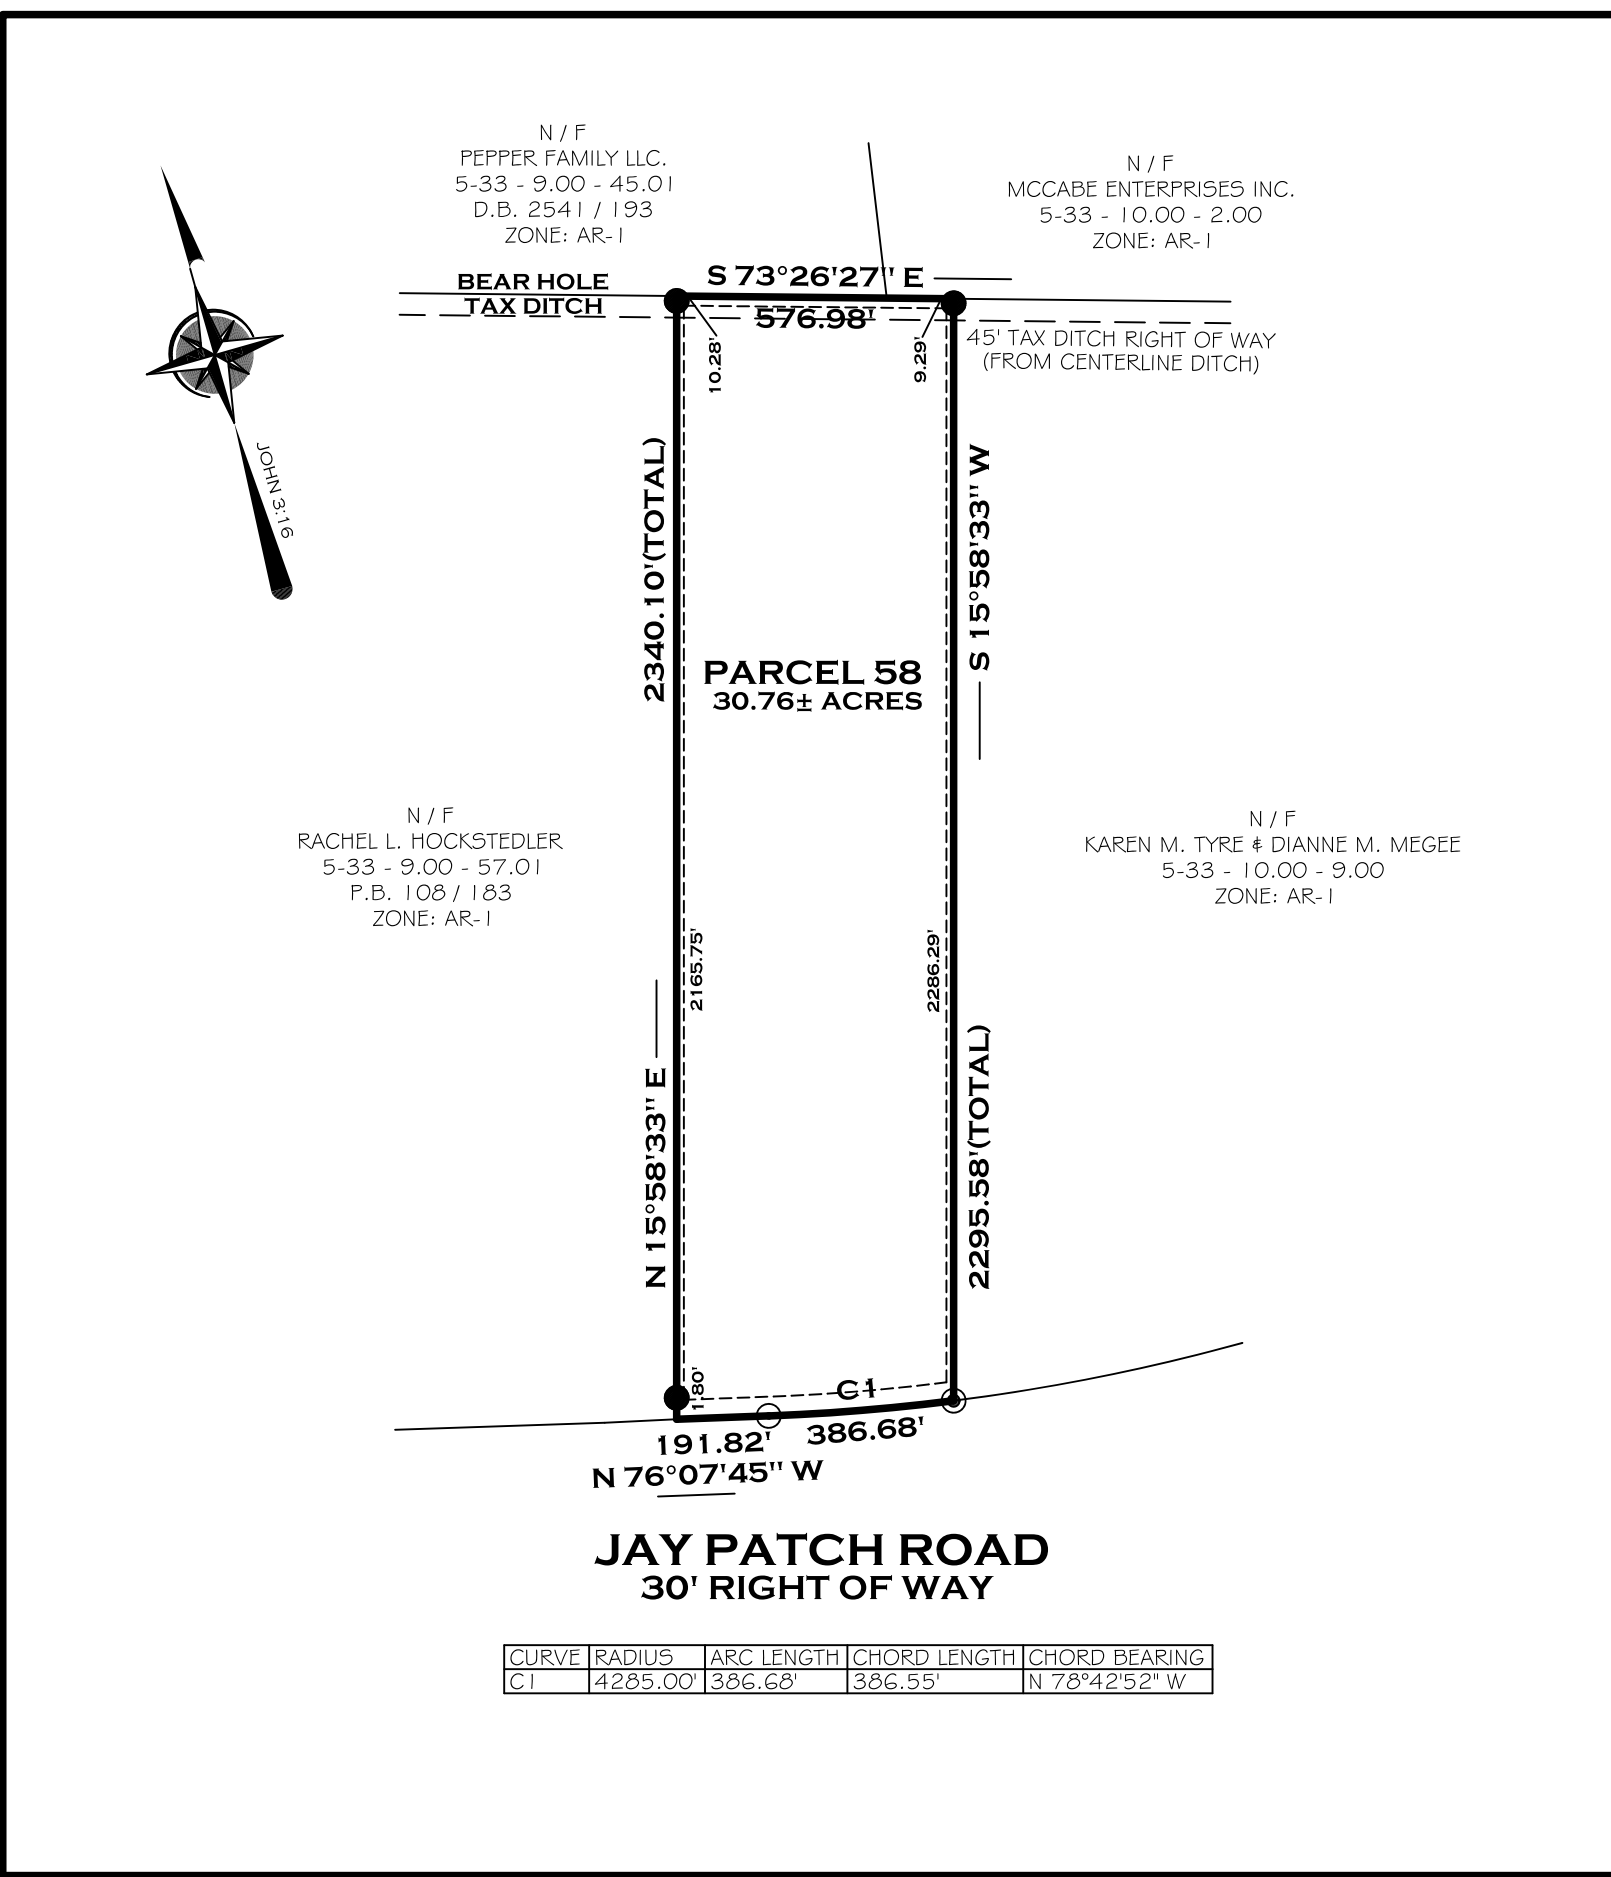 N / F
PEPPER FAMILY LLC.
5-33 - 9.00 - 45.01
D.B. 2541 / 193
ZONE: AR-1
N / F
MCCABE ENTERPRISES INC.
5-33 - 10.00 - 2.00
ZONE: AR-1
BEAR HOLE
TAX DITCH
S 73°26'27" E
576.98'
45' TAX DITCH RIGHT OF WAY
(FROM CENTERLINE DITCH)
10.28'
9.29'
JOHN 3:16
2340.10'(TOTAL)
S 15°58'33" W
PARCEL 58
30.76± ACRES
N / F
RACHEL L. HOCKSTEDLER
5-33 - 9.00 - 57.01
P.B. 108 / 183
ZONE: AR-1
N / F
KAREN M. TYRE & DIANNE M. MEGEE
5-33 - 10.00 - 9.00
ZONE: AR-1
2165.75'
2286.29'
N 15°58'33" E
2295.58'(TOTAL)
C1
191.82'
386.68'
N 76°07'45" W
JAY PATCH ROAD
30' RIGHT OF WAY
CURVE RADIUS ARC LENGTH CHORD LENGTH CHORD BEARING
C1 4285.00' 386.68' 386.55' N 78°42'52" W